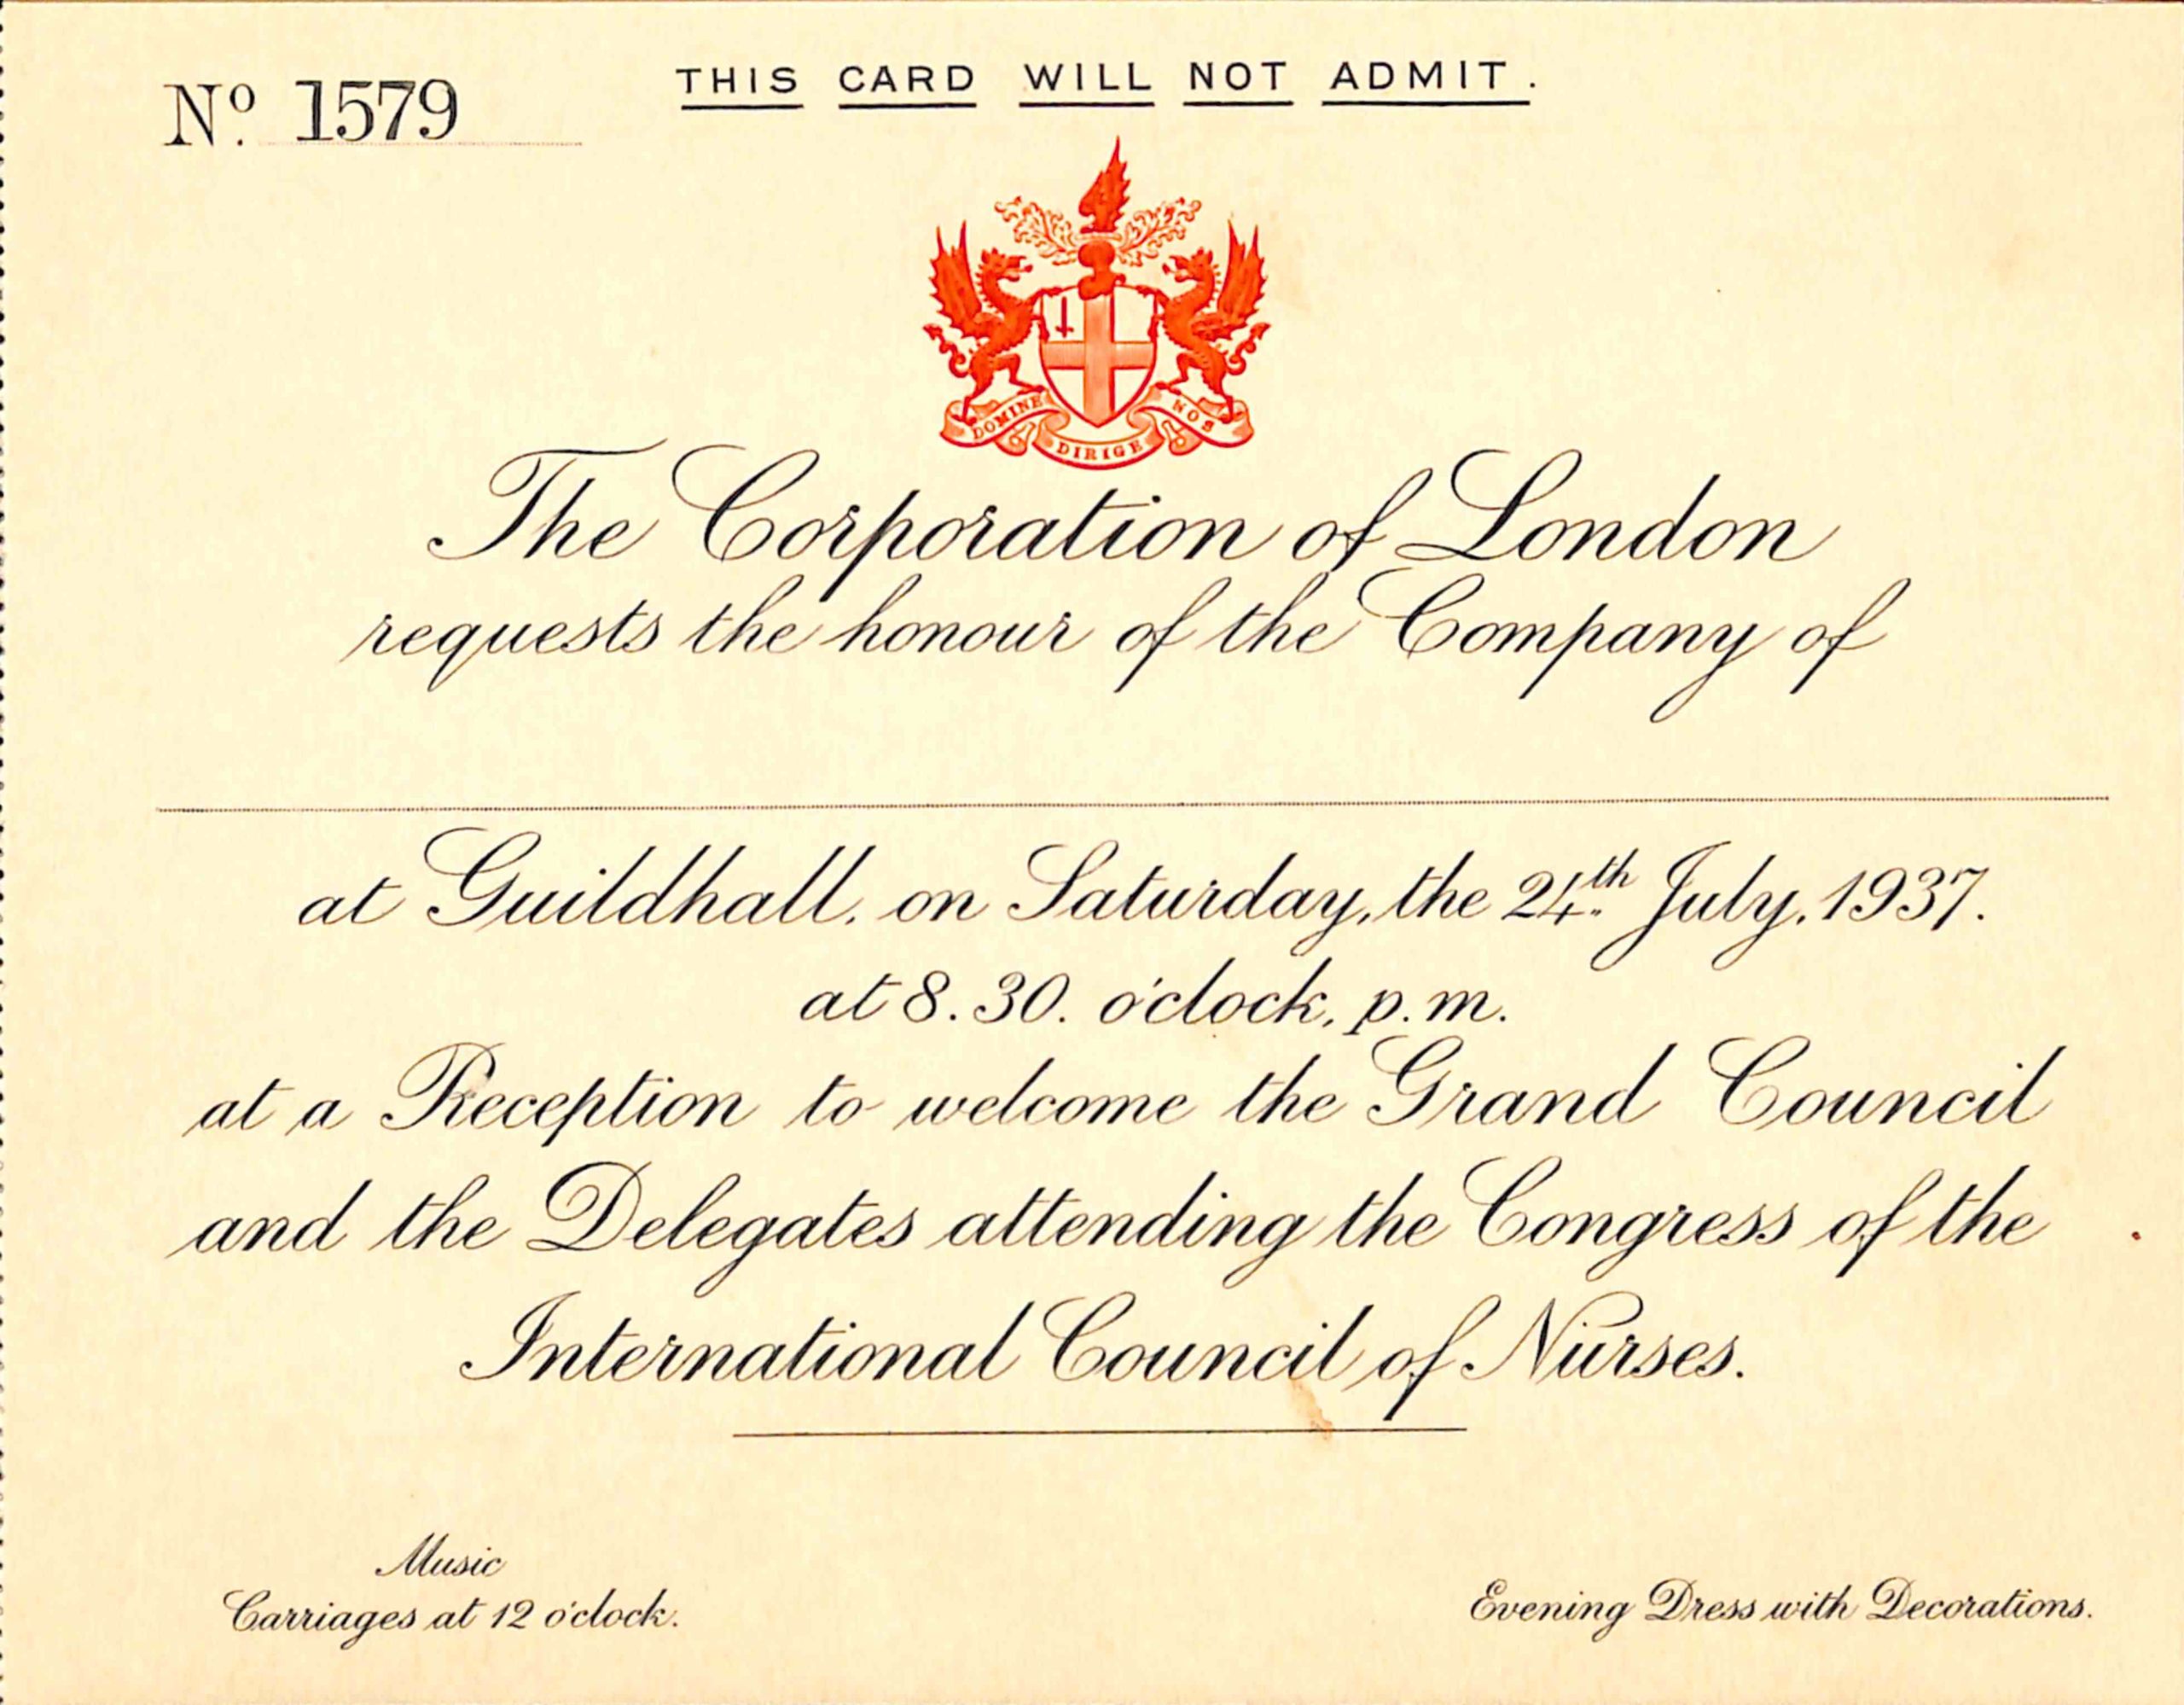 Nº 1579
THIS CARD WILL NOT ADMIT.
DOMINE DIRIGE NOS
The Corporation of London
requests the honour of the Company of
at Guildhall, on Saturday, the 24th July, 1937.
at 8.30. o'clock, p.m.
at a Reception to welcome the Grand Council
and the Delegates attending the Congress of the
International Council of Nurses.
Music
Carriages at 12 o'clock.
Evening Dress with Decorations.